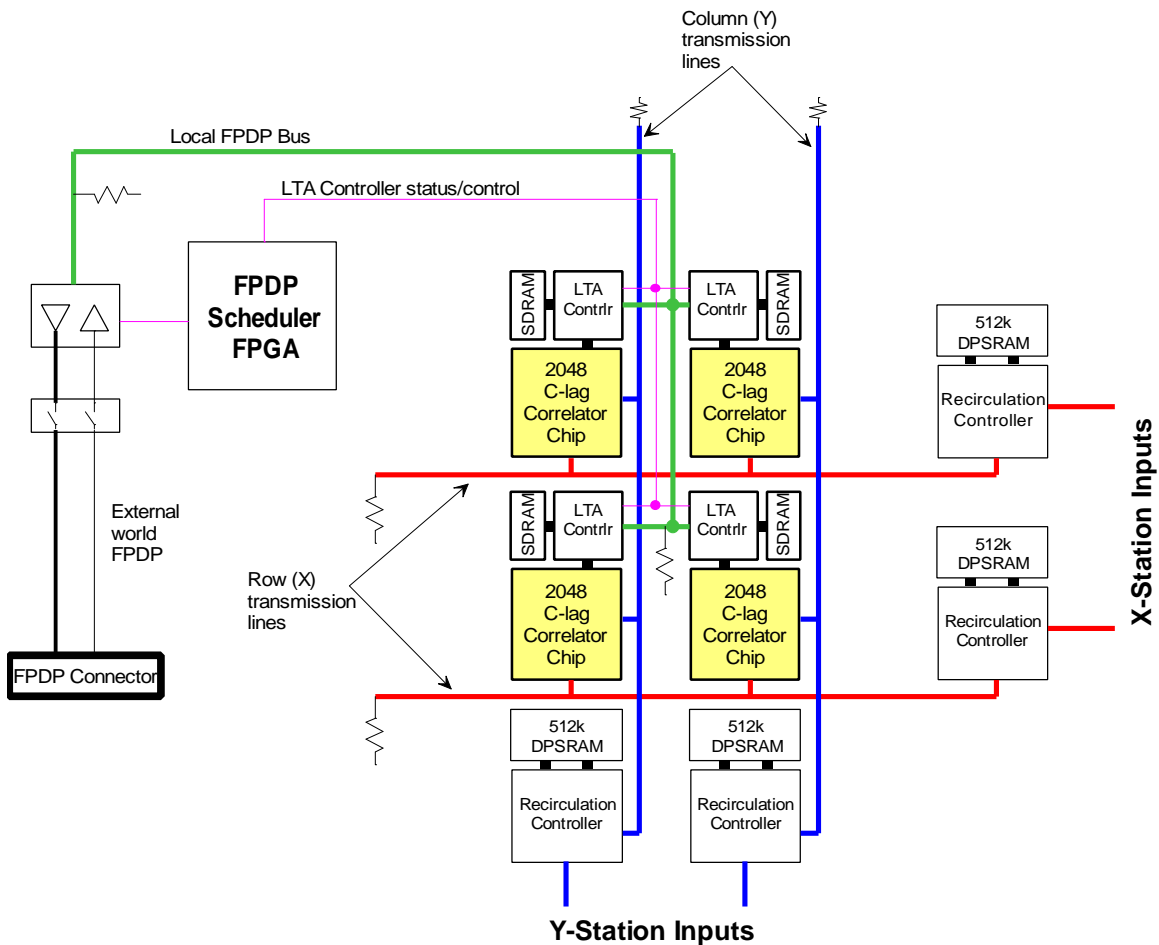 Column (Y)
transmission
lines
Local FPDP Bus
LTA Controller status/control
FPDP
Scheduler
FPGA
SDRAM
LTA
Contrlr
LTA
Contrlr
SDRAM
2048
C-lag
Correlator
Chip
2048
C-lag
Correlator
Chip
512k
DPSRAM
Recirculation
Controller
External
world
FPDP
SDRAM
LTA
Contrlr
LTA
Contrlr
SDRAM
Row (X)
transmission
lines
2048
C-lag
Correlator
Chip
2048
C-lag
Correlator
Chip
512k
DPSRAM
Recirculation
Controller
X-Station Inputs
FPDP Connector
512k
DPSRAM
512k
DPSRAM
Recirculation
Controller
Recirculation
Controller
Y-Station Inputs